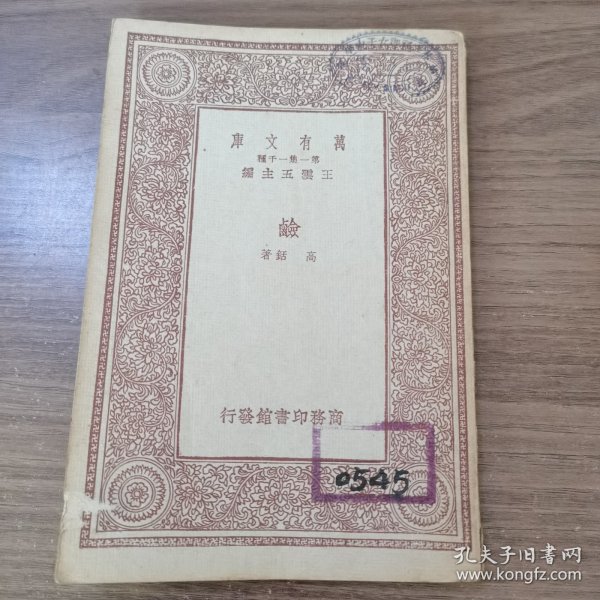 萬有文庫
第一集一千種
王雲五主編
鹼
高銛著
商務印書館發行
0545
孔夫子旧书网
www.kongfz.com